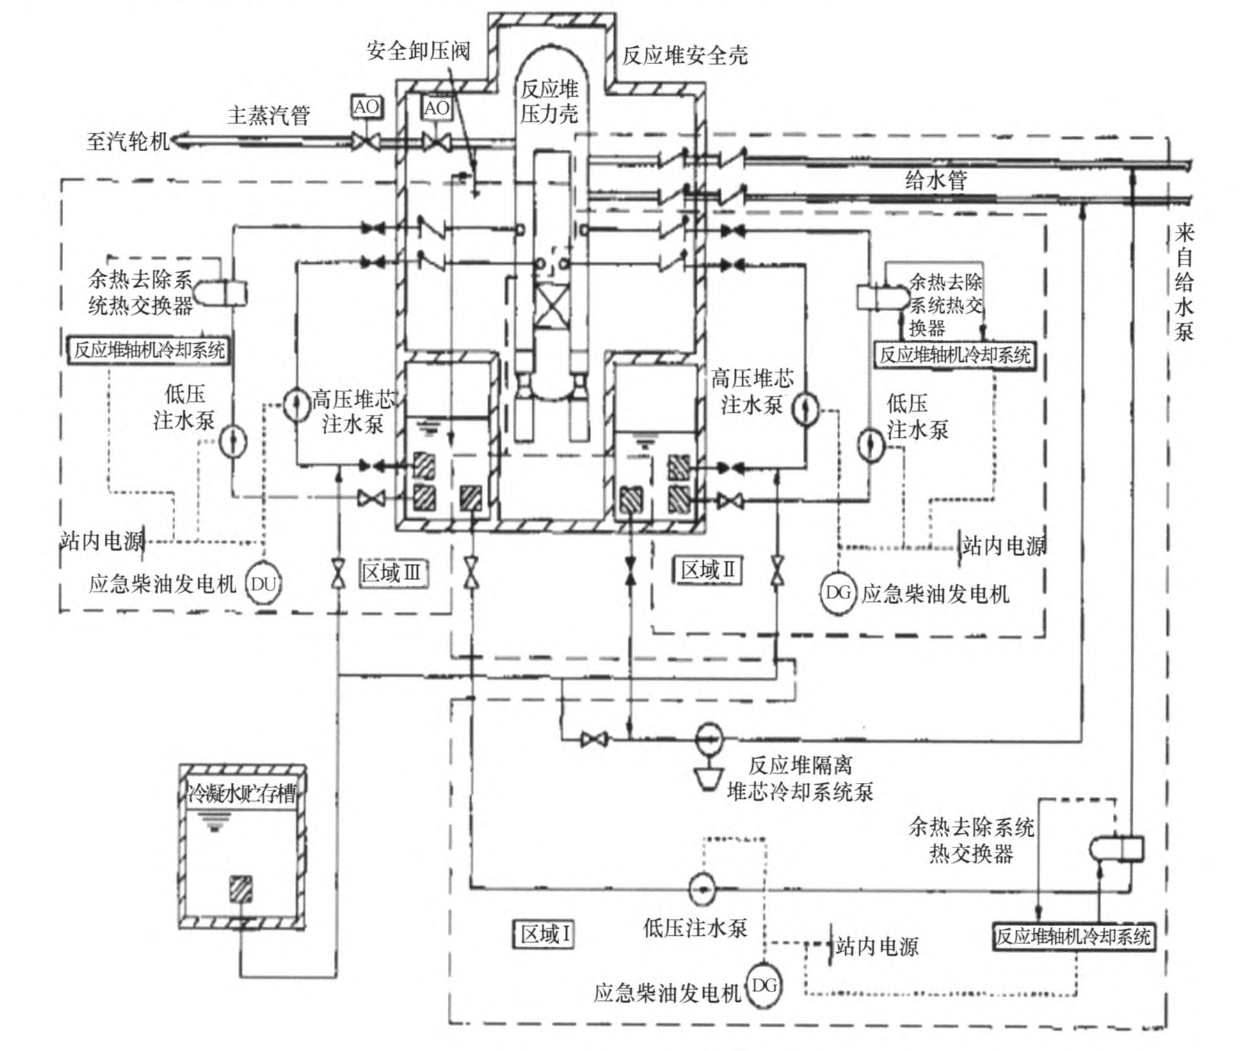 安全卸压阀
反应堆安全壳
反应堆
压力壳
AO
AO
主蒸汽管
至汽轮机
给水管
来自给水泵
余热去除系
统热交换器
反应堆轴机冷却系统
低压
注水泵
高压堆芯
注水泵
高压堆芯
注水泵
余热去除
系统热交
换器
反应堆轴机冷却系统
低压
注水泵
站内电源
应急柴油发电机
DU
区域Ⅲ
区域Ⅱ
DG
应急柴油发电机
站内电源
反应堆隔离
堆芯冷却系统泵
冷凝水贮存槽
余热去除系统
热交换器
低压注水泵
区域Ⅰ
反应堆轴机冷却系统
站内电源
应急柴油发电机
DG